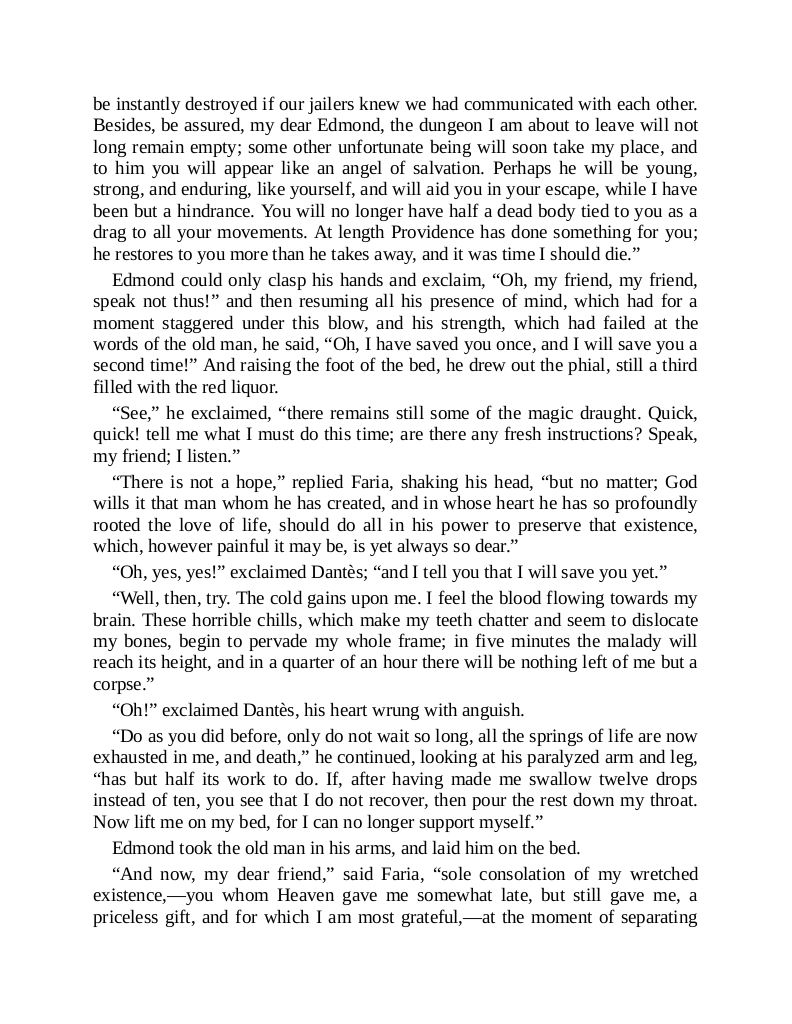 be instantly destroyed if our jailers knew we had communicated with each other.
Besides, be assured, my dear Edmond, the dungeon I am about to leave will not
long remain empty; some other unfortunate being will soon take my place, and
to him you will appear like an angel of salvation. Perhaps he will be young,
strong, and enduring, like yourself, and will aid you in your escape, while I have
been but a hindrance. You will no longer have half a dead body tied to you as a
drag to all your movements. At length Providence has done something for you;
he restores to you more than he takes away, and it was time I should die.”
Edmond could only clasp his hands and exclaim, “Oh, my friend, my friend,
speak not thus!” and then resuming all his presence of mind, which had for a
moment staggered under this blow, and his strength, which had failed at the
words of the old man, he said, “Oh, I have saved you once, and I will save you a
second time!” And raising the foot of the bed, he drew out the phial, still a third
filled with the red liquor.
“See,” he exclaimed, “there remains still some of the magic draught. Quick,
quick! tell me what I must do this time; are there any fresh instructions? Speak,
my friend; I listen.”
“There is not a hope,” replied Faria, shaking his head, “but no matter; God
wills it that man whom he has created, and in whose heart he has so profoundly
rooted the love of life, should do all in his power to preserve that existence,
which, however painful it may be, is yet always so dear.”
“Oh, yes, yes!” exclaimed Dantès; “and I tell you that I will save you yet.”
“Well, then, try. The cold gains upon me. I feel the blood flowing towards my
brain. These horrible chills, which make my teeth chatter and seem to dislocate
my bones, begin to pervade my whole frame; in five minutes the malady will
reach its height, and in a quarter of an hour there will be nothing left of me but a
corpse.”
“Oh!” exclaimed Dantès, his heart wrung with anguish.
“Do as you did before, only do not wait so long, all the springs of life are now
exhausted in me, and death,” he continued, looking at his paralyzed arm and leg,
“has but half its work to do. If, after having made me swallow twelve drops
instead of ten, you see that I do not recover, then pour the rest down my throat.
Now lift me on my bed, for I can no longer support myself.”
Edmond took the old man in his arms, and laid him on the bed.
“And now, my dear friend,” said Faria, “sole consolation of my wretched
existence,—you whom Heaven gave me somewhat late, but still gave me, a
priceless gift, and for which I am most grateful,—at the moment of separating